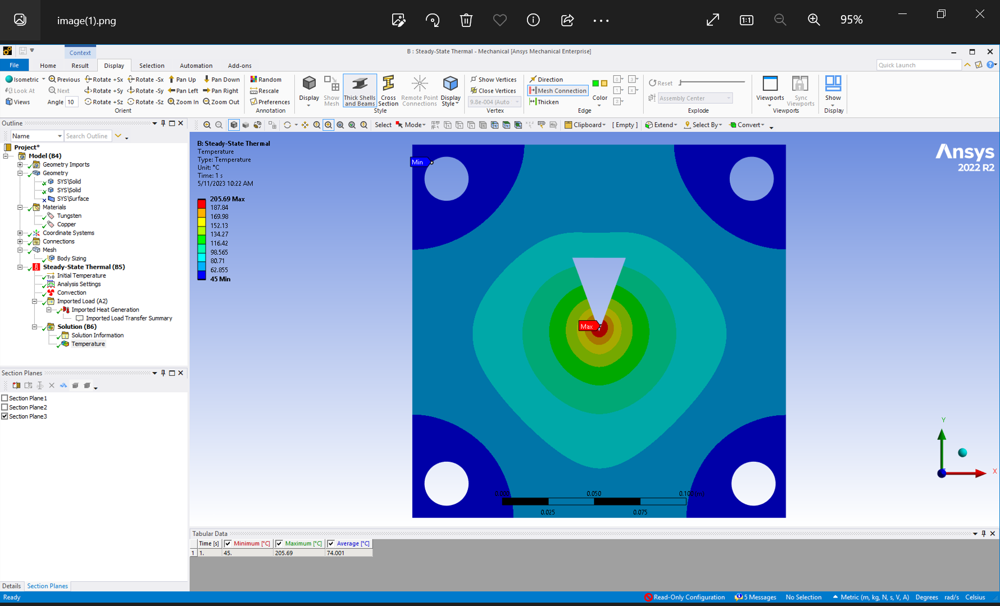 image(1).png
95%
Context
B : Steady-State Thermal - Mechanical [Ansys Mechanical Enterprise]
File Home Result Display Selection Automation Add-ons
Quick Launch
Isometric Previous Rotate +Sx Rotate -Sx Pan Up Pan Down
Look At Next Rotate +Sy Rotate -Sy Pan Left Pan Right
Views Angle 10 Rotate +Sz Rotate -Sz Zoom In Zoom Out
Orient
Random
Rescale
Preferences
Annotation
Display
Show Mesh
Thick Shells and Beams
Cross Section
Remote Point Connections
Display Style
Style
Show Vertices
Close Vertices
9.8e-004 (Auto
Vertex
Direction
Mesh Connection
Thicken
Color
Edge
Reset
Assembly Center
Explode
Viewports
Sync Viewports
Viewports
Show
Display
Outline
Name Search Outline
Select Mode Clipboard [ Empty ] Extend Select By Convert
Project*
Model (B4)
Geometry Imports
Geometry
SYS\Solid
SYS\Solid
SYS\Surface
Materials
Tungsten
Copper
Coordinate Systems
Connections
Mesh
Body Sizing
Steady-State Thermal (B5)
Initial Temperature
Analysis Settings
Convection
Imported Load (A2)
Imported Heat Generation
Imported Load Transfer Summary
Solution (B6)
Solution Information
Temperature
Section Planes
Section Plane1
Section Plane2
Section Plane3
Details Section Planes
B: Steady-State Thermal
Temperature
Type: Temperature
Unit: °C
Time: 1 s
5/11/2023 10:22 AM
205.69 Max
187.84
169.98
152.13
134.27
116.42
98.565
80.71
62.855
45 Min
Min
Max
Ansys
2022 R2
0.000 0.050 0.100 (m)
0.025 0.075
Y
X
Tabular Data
Time [s] Minimum [°C] Maximum [°C] Average [°C]
1 1. 45. 205.69 74.001
Ready
Read-Only Configuration 5 Messages No Selection Metric (m, kg, N, s, V, A) Degrees rad/s Celsius